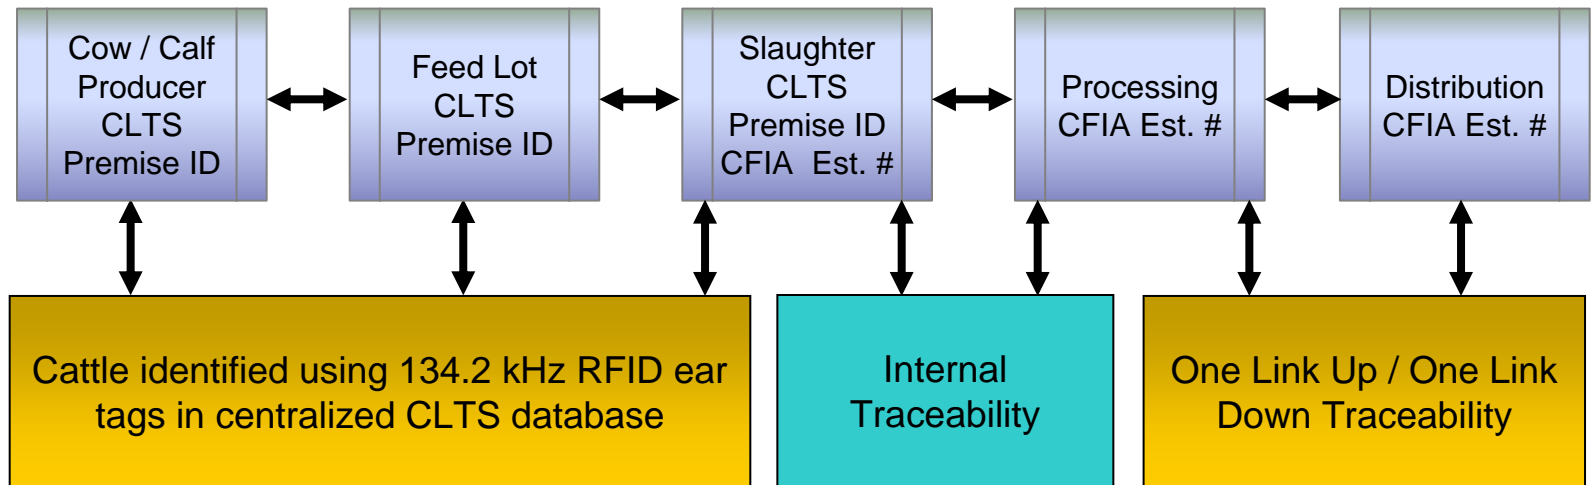 Cow / Calf
Producer
CLTS
Premise ID
Feed Lot
CLTS
Premise ID
Slaughter
CLTS
Premise ID
CFIA Est. #
Processing
CFIA Est. #
Distribution
CFIA Est. #
Cattle identified using 134.2 kHz RFID ear
tags in centralized CLTS database
Internal
Traceability
One Link Up / One Link
Down Traceability